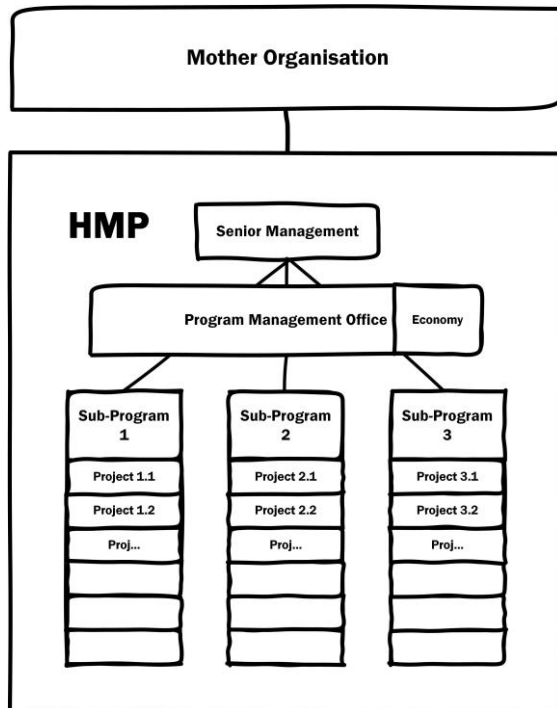 Mother Organisation
HMP
Senior Management
Program Management Office
Economy
Sub-Program
1
Sub-Program
2
Sub-Program
3
Project 1.1
Project 2.1
Project 3.1
Project 1.2
Project 2.2
Project 3.2
Proj...
Proj...
Proj...